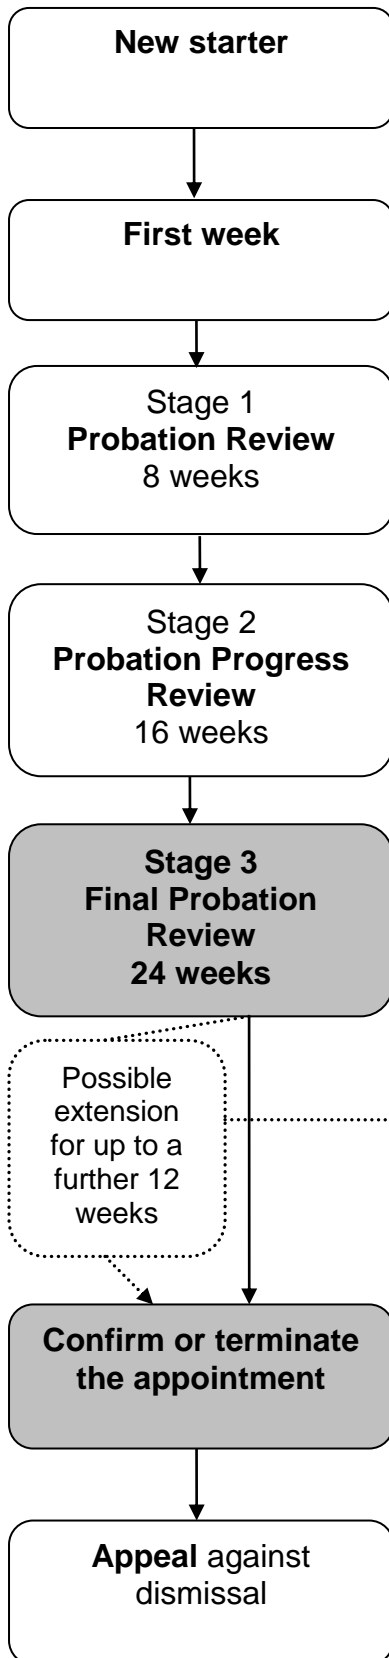 New starter
First week
Stage 1
Probation Review
8 weeks
Stage 2
Probation Progress
Review
16 weeks
Stage 3
Final Probation
Review
24 weeks
Possible
extension
for up to a
further 12
weeks
Confirm or terminate
the appointment
Appeal against
dismissal